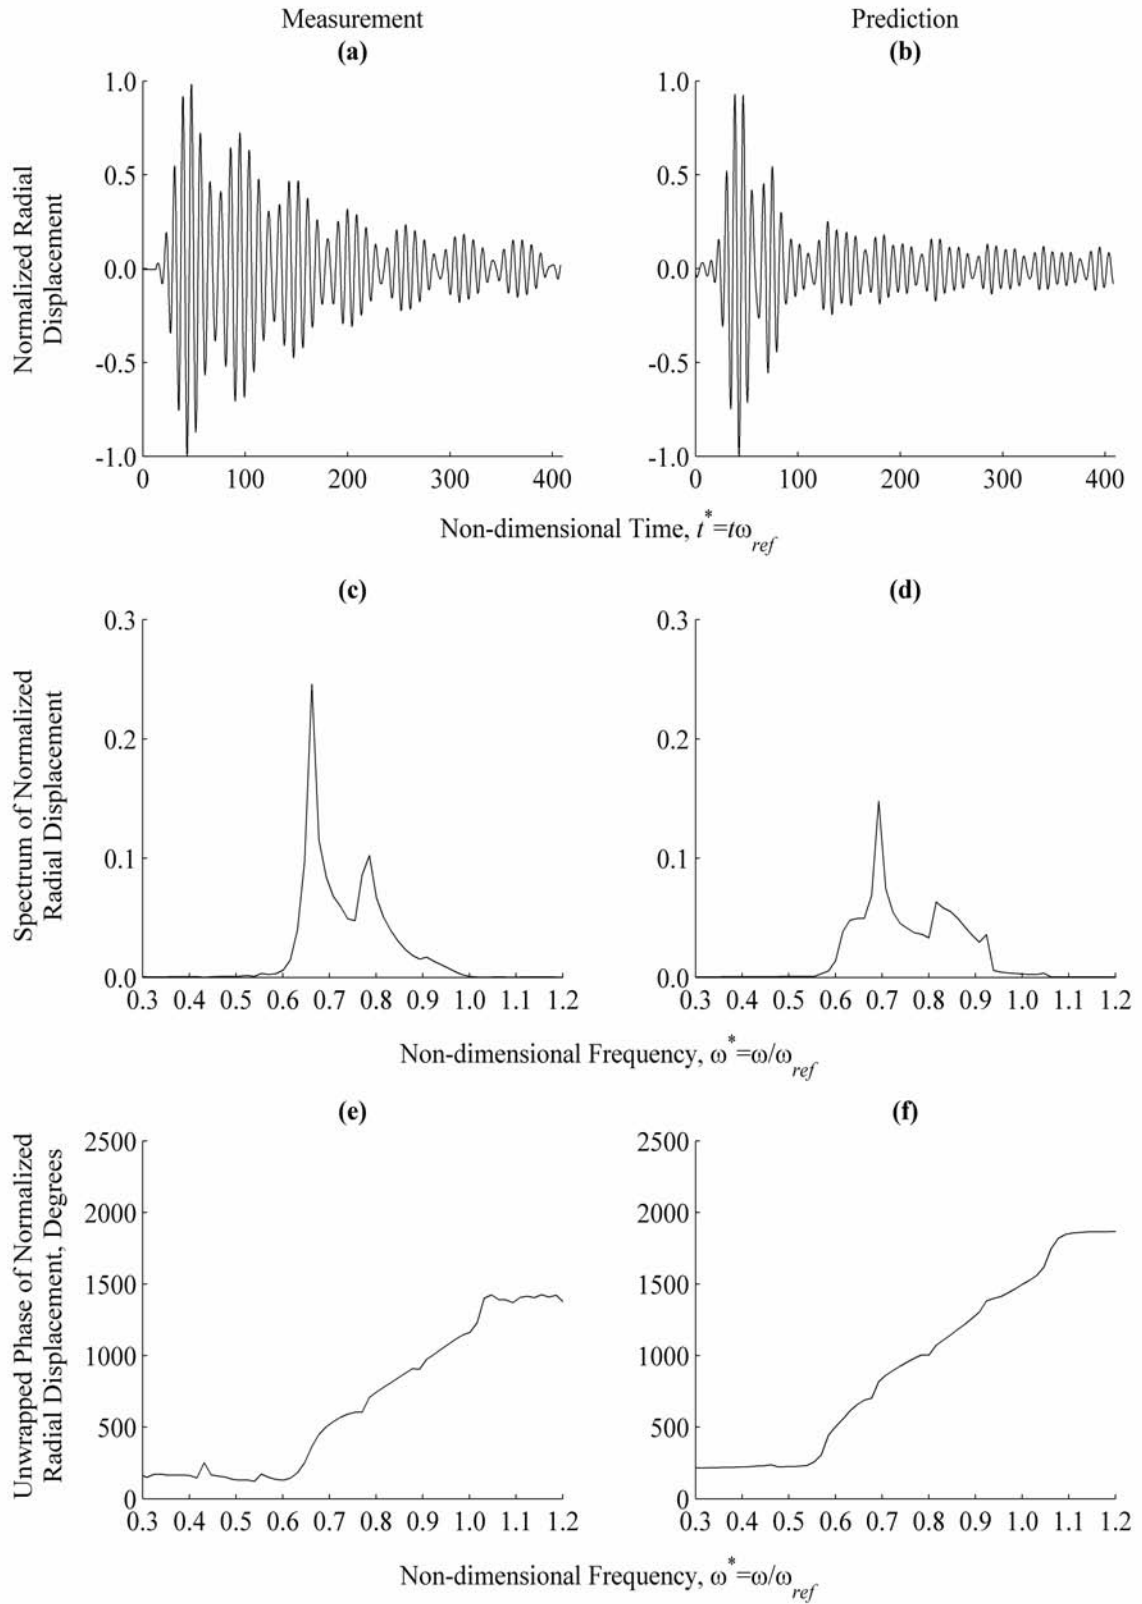 Measurement
Prediction
(a)
(b)
Normalized Radial
Displacement
1.0
0.5
0.0
-0.5
-1.0
0 100 200 300 400
1.0
0.5
0.0
-0.5
-1.0
0 100 200 300 400
Non-dimensional Time, t*=tω_ref
(c)
(d)
Spectrum of Normalized
Radial Displacement
0.3
0.2
0.1
0.0
0.3 0.4 0.5 0.6 0.7 0.8 0.9 1.0 1.1 1.2
0.3
0.2
0.1
0.0
0.3 0.4 0.5 0.6 0.7 0.8 0.9 1.0 1.1 1.2
Non-dimensional Frequency, ω*=ω/ω_ref
(e)
(f)
Unwrapped Phase of Normalized
Radial Displacement, Degrees
2500
2000
1500
1000
500
0
0.3 0.4 0.5 0.6 0.7 0.8 0.9 1.0 1.1 1.2
2500
2000
1500
1000
500
0
0.3 0.4 0.5 0.6 0.7 0.8 0.9 1.0 1.1 1.2
Non-dimensional Frequency, ω*=ω/ω_ref